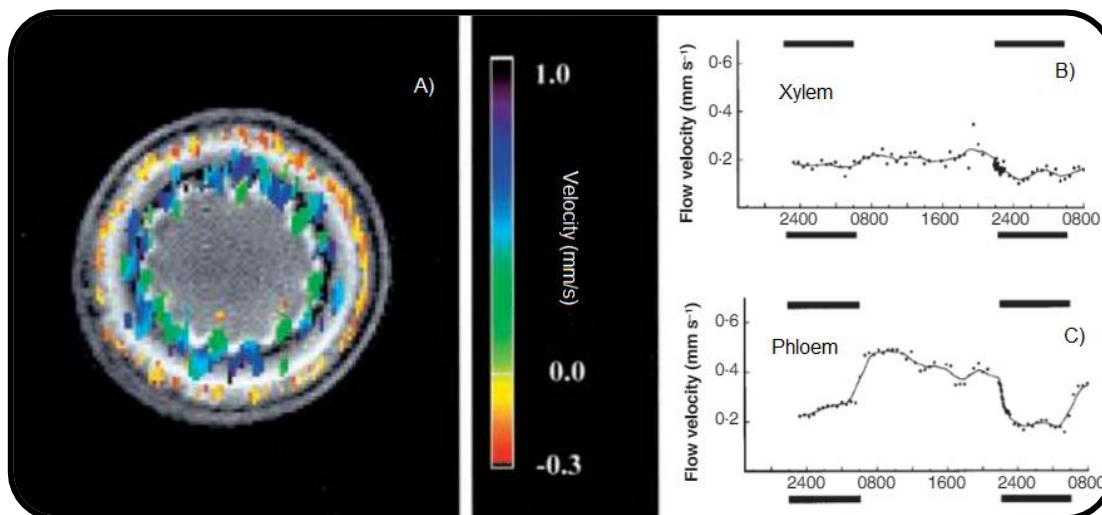 A)
1.0
0.0
-0.3
Velocity (mm/s)
B)
Xylem
Flow velocity (mm s⁻¹)
0·6
0·4
0·2
2400 0800 1600 2400 0800
C)
Phloem
Flow velocity (mm s⁻¹)
0·6
0·4
0·2
2400 0800 1600 2400 0800